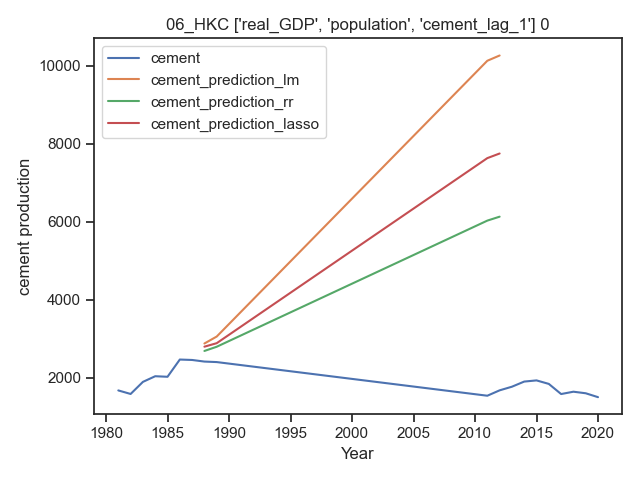 06_HKC ['real_GDP', 'population', 'cement_lag_1'] 0
cement
cement_prediction_lm
cement_prediction_rr
cement_prediction_lasso
cement production
10000
8000
6000
4000
2000
1980 1985 1990 1995 2000 2005 2010 2015 2020
Year